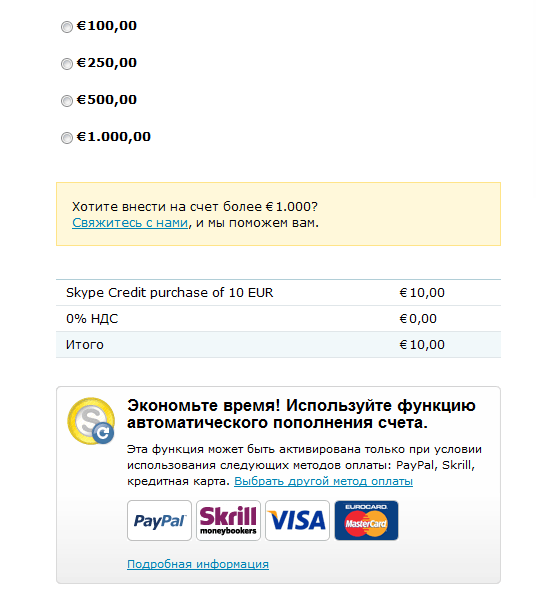 €100,00
€250,00
€500,00
€1.000,00
Хотите внести на счет более €1.000?
Свяжитесь с нами, и мы поможем вам.
Skype Credit purchase of 10 EUR €10,00
0% НДС €0,00
Итого €10,00
Экономьте время! Используйте функцию
автоматического пополнения счета.
Эта функция может быть активирована только при условии
использования следующих методов оплаты: PayPal, Skrill,
кредитная карта. Выбрать другой метод оплаты
PayPal Skrill moneybookers VISA EUROCARD MasterCard
Подробная информация